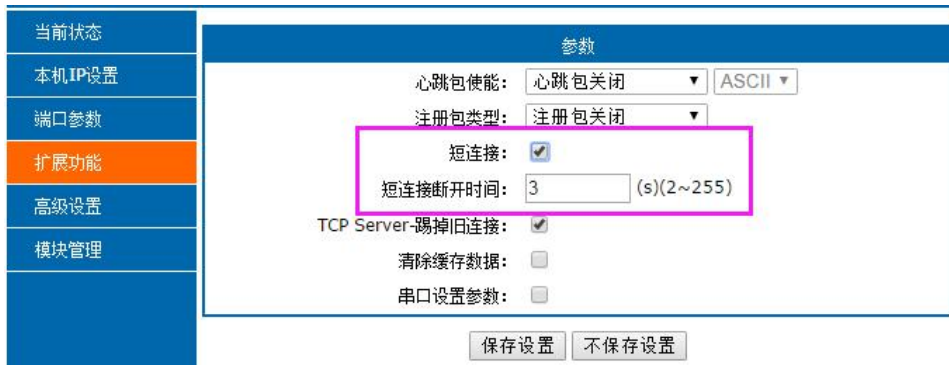 当前状态
本机IP设置
端口参数
扩展功能
高级设置
模块管理
参数
心跳包使能： 心跳包关闭 ASCII
注册包类型： 注册包关闭
短连接：
短连接断开时间： 3 (s)(2~255)
TCP Server-踢掉旧连接：
清除缓存数据：
串口设置参数：
保存设置 不保存设置